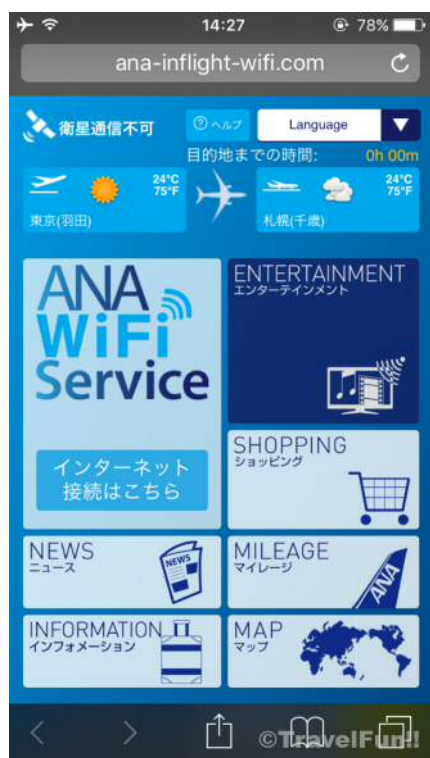 14:27
78%
ana-inflight-wifi.com
衛星通信不可
? ヘルプ
Language
目的地までの時間: 0h 00m
24°C
75°F
東京(羽田)
24°C
75°F
札幌(千歳)
ANA
WiFi
Service
インターネット
接続はこちら
ENTERTAINMENT
エンターテインメント
SHOPPING
ショッピング
NEWS
ニュース
NEWS
MILEAGE
マイレージ
ANA
INFORMATION
インフォメーション
MAP
マップ
©TravelFun!!